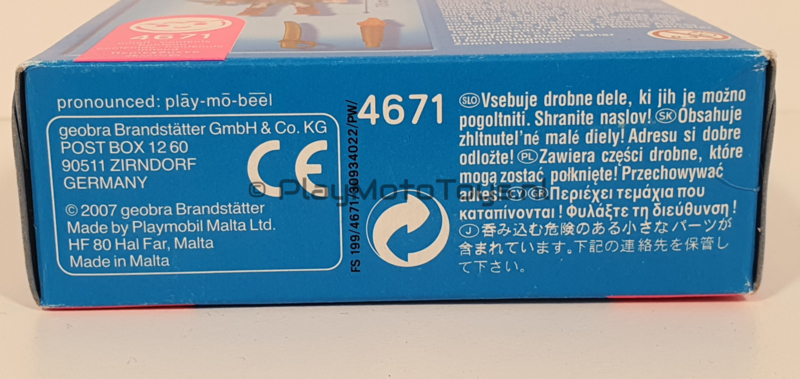 4671
pronounced: plāy-mō-bēēl
geobra Brandstätter GmbH & Co. KG
POST BOX 12 60
90511 ZIRNDORF
GERMANY
CE
© 2007 geobra Brandstätter
Made by Playmobil Malta Ltd.
HF 80 Hal Far, Malta
Made in Malta
FS 199/4671/30934022/PW/
4671
SLO Vsebuje drobne dele, ki jih je možno
pogoltniti. Shranite naslov! SK Obsahuje
zhltnuteľné malé diely! Adresu si dobre
odložte! PL Zawiera części drobne, które
mogą zostać połknięte! Przechowywać
adres! CY GR Περιέχει τεμάχια που
καταπίνονται! Φυλάξτε τη διεύθυνση!
J 呑み込む危険のある小さなパーツが
含まれています。下記の連絡先を保管し
て下さい。
© PlayMotoToys.com